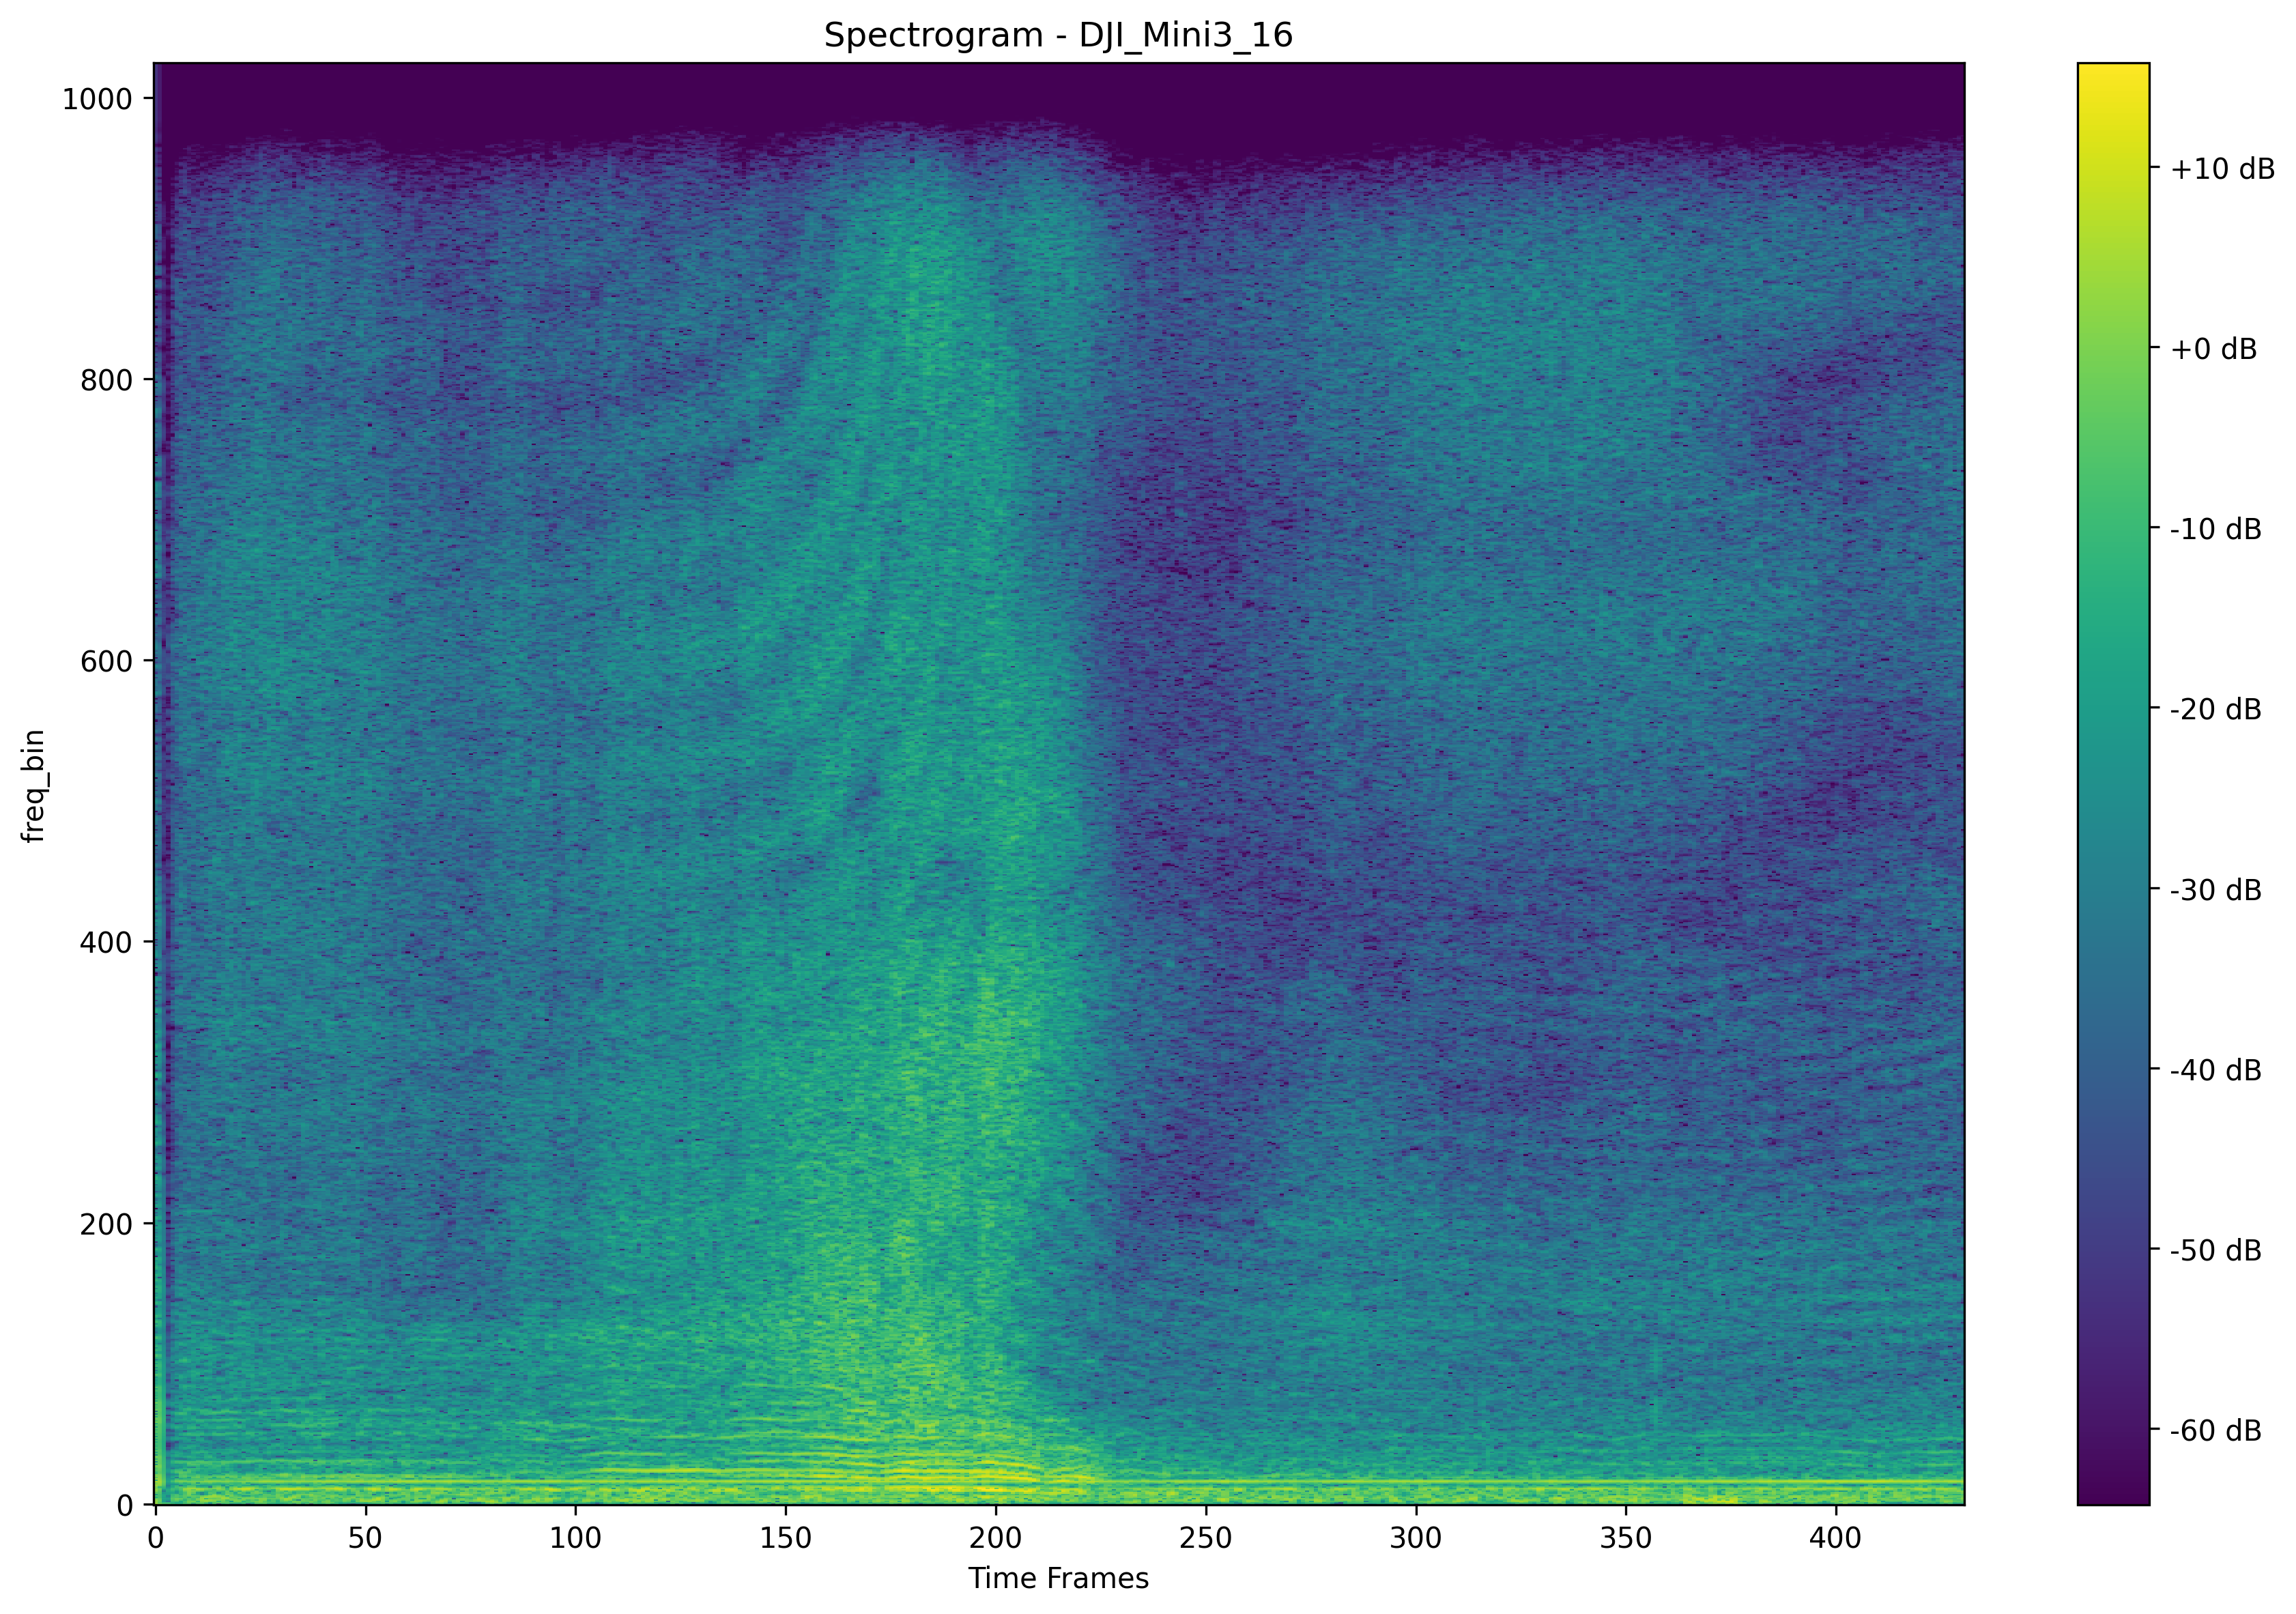 Spectrogram - DJI_Mini3_16
1000
800
600
400
200
0
freq_bin
0 50 100 150 200 250 300 350 400
Time Frames
+10 dB
+0 dB
-10 dB
-20 dB
-30 dB
-40 dB
-50 dB
-60 dB